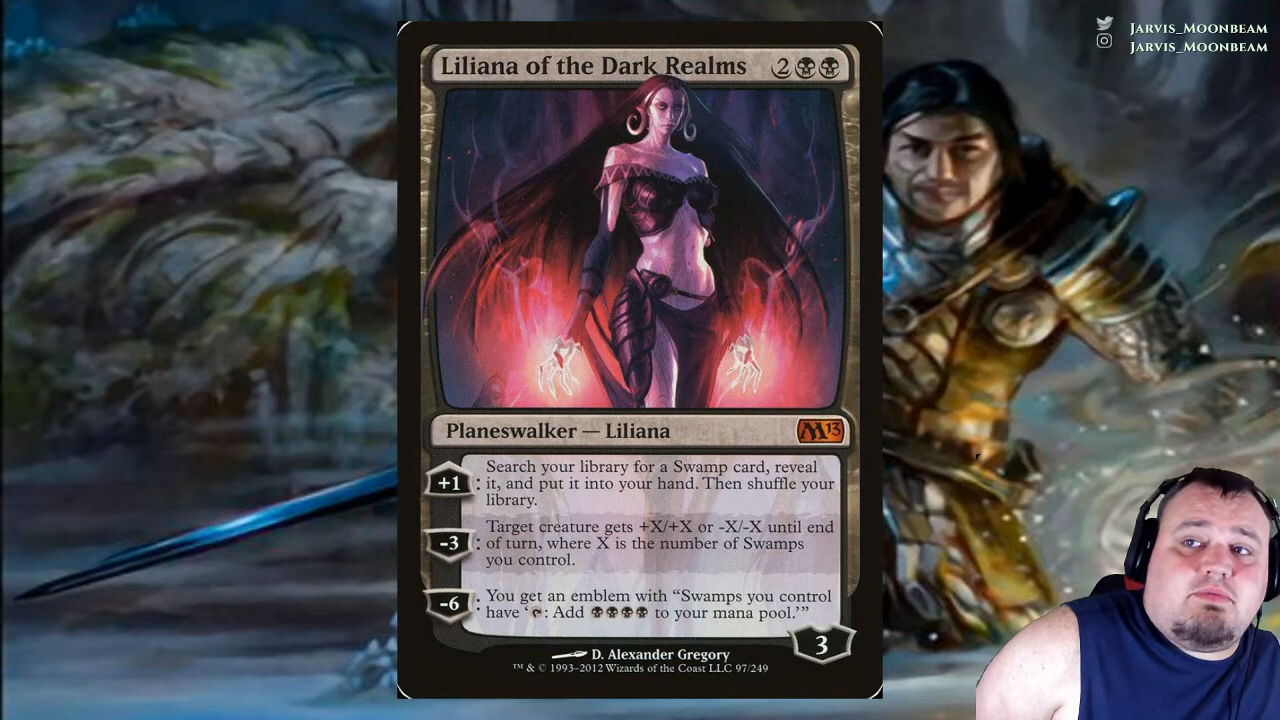 Jarvis_Moonbeam
Jarvis_Moonbeam
Liliana of the Dark Realms 2
Planeswalker — Liliana M13
+1: Search your library for a Swamp card, reveal
it, and put it into your hand. Then shuffle your
library.
-3: Target creature gets +X/+X or -X/-X until end
of turn, where X is the number of Swamps
you control.
-6: You get an emblem with “Swamps you control
have ‘: Add to your mana pool.’”
3
D. Alexander Gregory
™ & © 1993–2012 Wizards of the Coast LLC 97/249